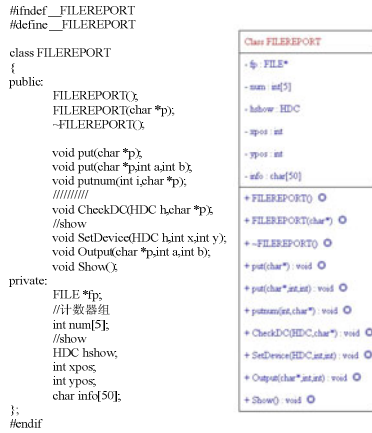 #ifndef __FILEREPORT
#define __FILEREPORT
class FILEREPORT
{
public:
FILEREPORT();
FILEREPORT(char *p);
~FILEREPORT();
void put(char *p);
void put(char *p,int a,int b);
void putnum(int i,char *p);
//////////
void CheckDC(HDC h,char *p);
//show
void SetDevice(HDC h,int x,int y);
void Output(char *p,int a,int b);
void Show();
private:
FILE *fp;
//计数器组
int num[5];
//show
HDC hshow;
int xpos;
int ypos;
char info[50];
};
#endif
Class FILEREPORT
- fp : FILE*
- num : int[5]
- hshow : HDC
- xpos : int
- ypos : int
- info : char[50]
+ FILEREPORT()
+ FILEREPORT(char*)
+ ~FILEREPORT()
+ put(char*) : void
+ put(char*,int,int) : void
+ putnum(int,char*) : void
+ CheckDC(HDC,char*) : void
+ SetDevice(HDC,int,int) : void
+ Output(char*,int,int) : void
+ Show() : void